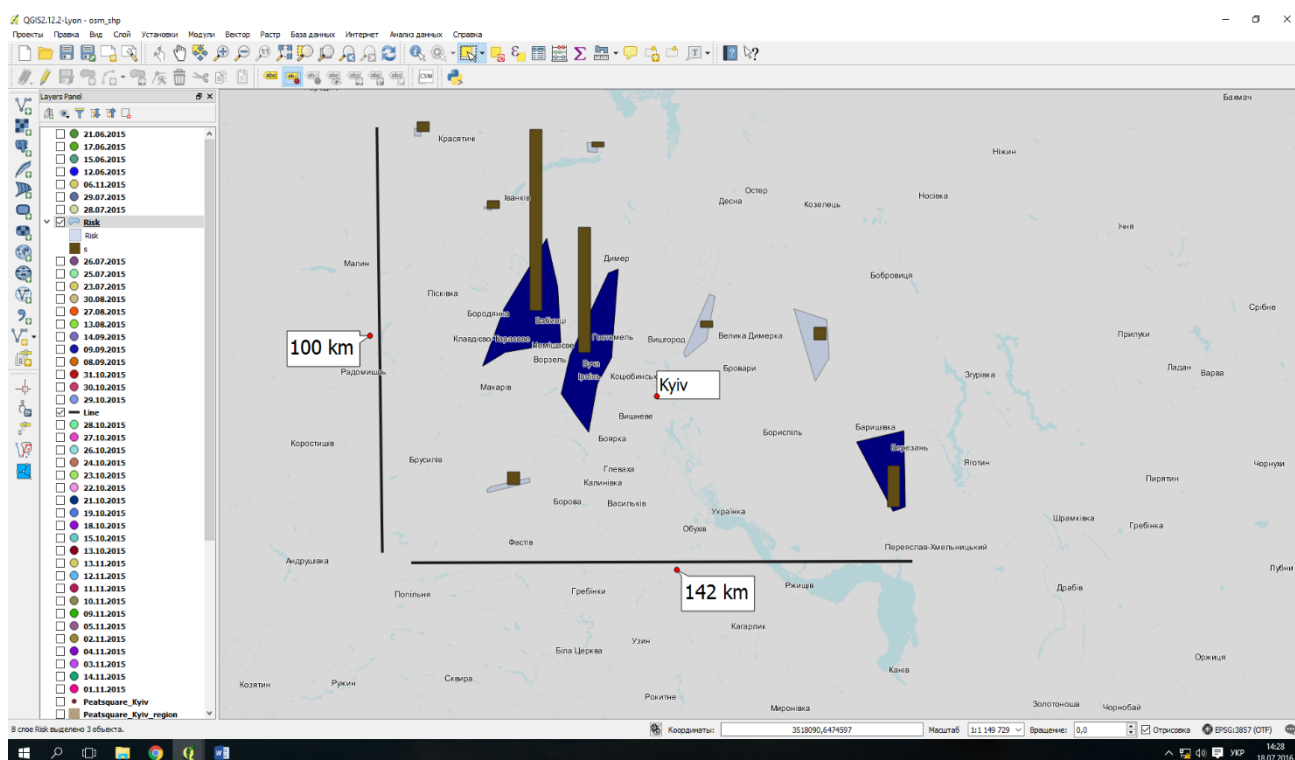 QGIS2.12.2-Lyon - osm_shp
Проекты Правка Вид Слой Установки Модули Вектор Растр База данных Интернет Анализ данных Справка
CSW
Layers Panel
21.06.2015
17.06.2015
15.06.2015
12.06.2015
06.11.2015
29.07.2015
28.07.2015
Risk
Risk
s
26.07.2015
25.07.2015
23.07.2015
30.08.2015
27.08.2015
13.08.2015
14.09.2015
09.09.2015
08.09.2015
31.10.2015
30.10.2015
29.10.2015
Line
28.10.2015
27.10.2015
26.10.2015
24.10.2015
23.10.2015
22.10.2015
21.10.2015
19.10.2015
18.10.2015
15.10.2015
13.10.2015
13.11.2015
12.11.2015
11.11.2015
10.11.2015
09.11.2015
05.11.2015
02.11.2015
04.11.2015
03.11.2015
14.11.2015
01.11.2015
Peatsquare_Kyiv
Peatsquare_Kyiv_region
Бахмач
Красятичі
Ніжин
Іванків
Остер
Десна
Козелець
Носівка
Ічня
Малин
Димер
Бобровиця
Пісківка
Срібне
Бородянка
Бабинці
Клавдієво-Тарасове
Немішаєве
Гостомель
Вишгород
Велика Димерка
Прилуки
100 km
Ворзель
Буча
Радомишль
Ірпінь
Коцюбинськ
Бровари
Згурівка
Ладан
Варва
Макарів
Kyiv
Вишневе
Баришівка
Бориспіль
Боярка
Коростишів
Березань
Брусилів
Глеваха
Яготин
Чорнухи
Калинівка
Пирятин
Борова
Васильків
Українка
Шрамківка
Обухів
Гребінка
Фастів
Переяслав-Хмельницький
Андрушівка
Лубни
142 km
Ржищів
Попільня
Гребінки
Драбів
Кагарлик
Узин
Біла Церква
Оржиця
Канів
Сквира
Козятин
Ружин
Рокитне
Золотоноша
Чорнобай
Миронівка
В слое Risk выделено 3 объекта.
Координаты: 3518090,6474597
Масштаб 1:1 149 729
Вращение: 0,0
Отрисовка
EPSG:3857 (OTF)
УКР
14:28
18.07.2016